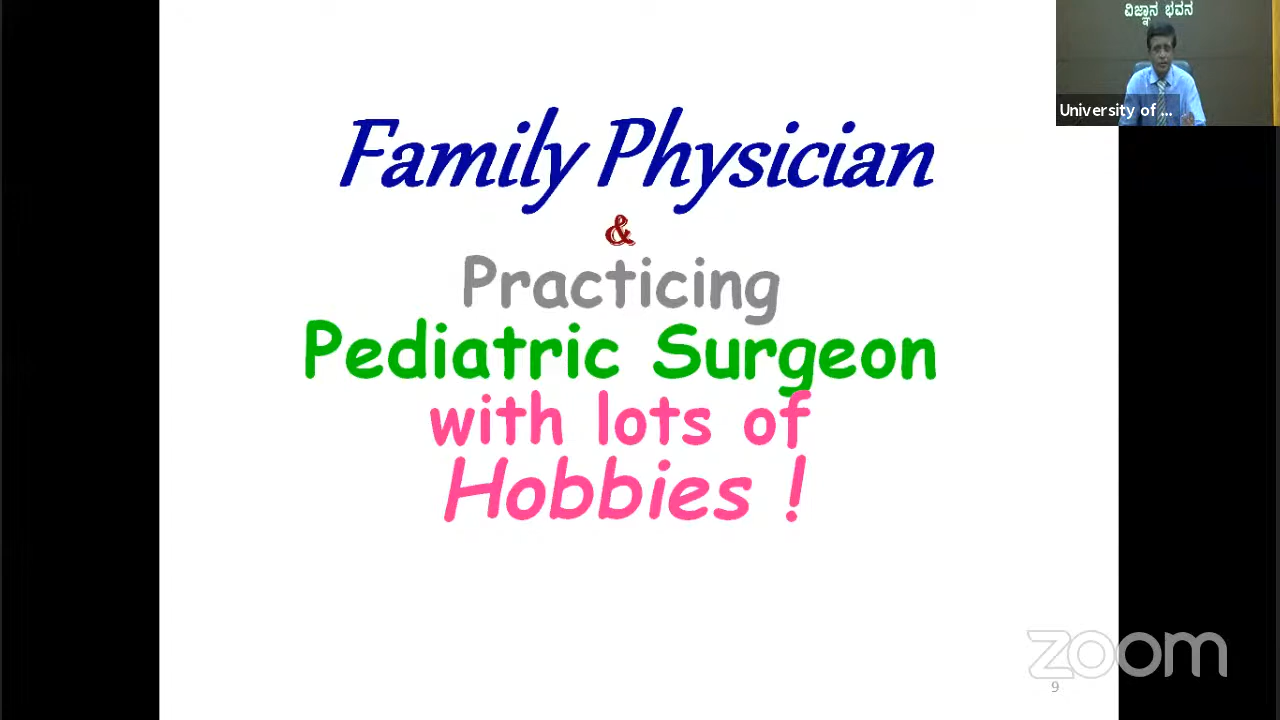 ವಿಜ್ಞಾನ ಭವನ
University of ...
Family Physician
&
Practicing
Pediatric Surgeon
with lots of
Hobbies !
zoom
9